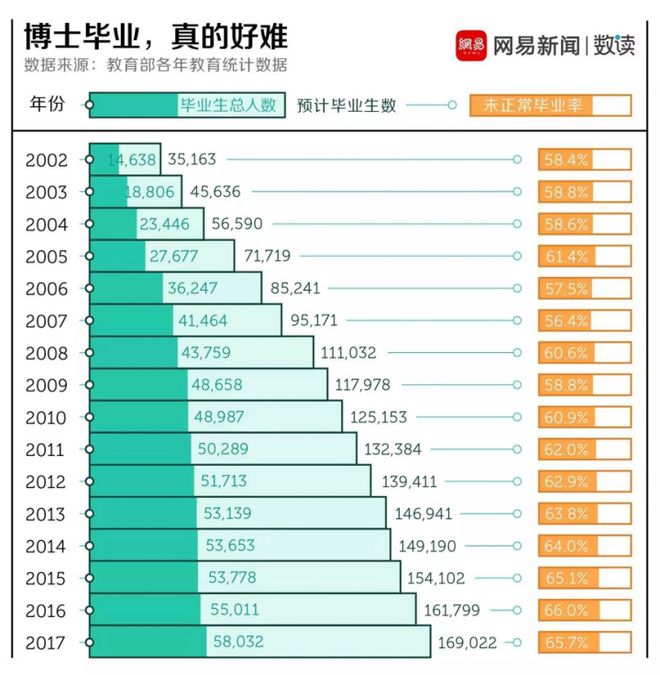 博士毕业，真的好难
数据来源：教育部各年教育统计数据
網易 NEWS 网易新闻 | 数读
年份 毕业生总人数 预计毕业生数 未正常毕业率
2002 14,638 35,163 58.4%
2003 18,806 45,636 58.8%
2004 23,446 56,590 58.6%
2005 27,677 71,719 61.4%
2006 36,247 85,241 57.5%
2007 41,464 95,171 56.4%
2008 43,759 111,032 60.6%
2009 48,658 117,978 58.8%
2010 48,987 125,153 60.9%
2011 50,289 132,384 62.0%
2012 51,713 139,411 62.9%
2013 53,139 146,941 63.8%
2014 53,653 149,190 64.0%
2015 53,778 154,102 65.1%
2016 55,011 161,799 66.0%
2017 58,032 169,022 65.7%